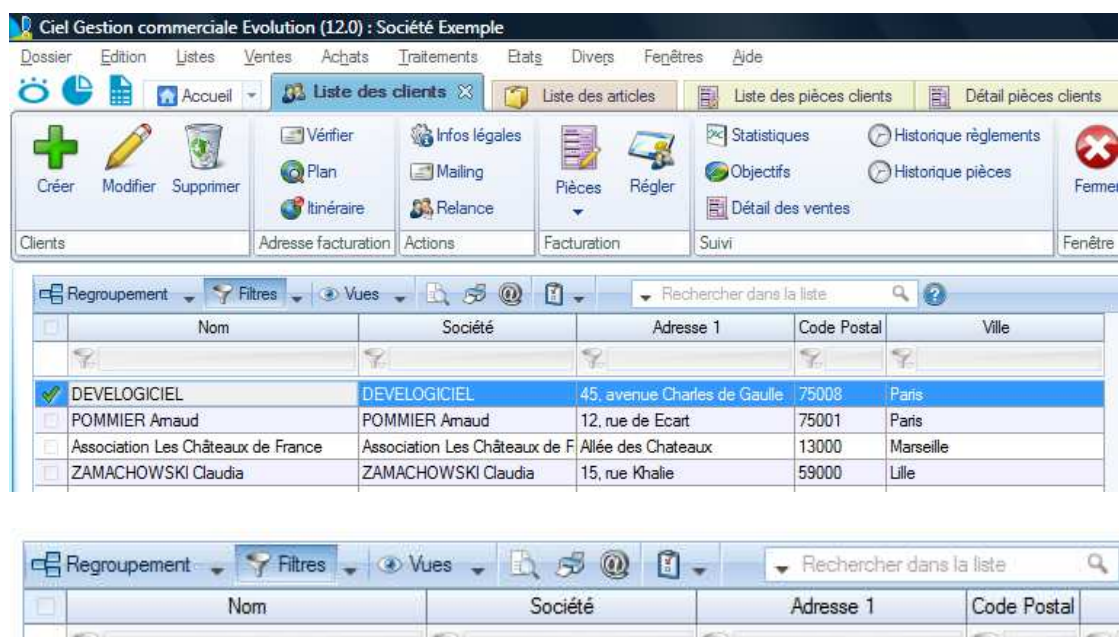 Ciel Gestion commerciale Evolution (12.0) : Société Exemple
Dossier Edition Listes Ventes Achats Traitements Etats Divers Fenêtres Aide
Accueil Liste des clients Liste des articles Liste des pièces clients Détail pièces clients
Vérifier Infos légales Statistiques Historique règlements
Plan Mailing Objectifs Historique pièces
Créer Modifier Supprimer Pièces Régler Fermer
Itinéraire Relance Détail des ventes
Clients Adresse facturation Actions Facturation Suivi Fenêtre
Regroupement Filtres Vues Rechercher dans la liste
Nom Société Adresse 1 Code Postal Ville
DEVELOGICIEL DEVELOGICIEL 45, avenue Charles de Gaulle 75008 Paris
POMMIER Arnaud POMMIER Arnaud 12, rue de Ecart 75001 Paris
Association Les Châteaux de France Association Les Châteaux de F Allée des Chateaux 13000 Marseille
ZAMACHOWSKI Claudia ZAMACHOWSKI Claudia 15, rue Khalie 59000 Lille
Regroupement Filtres Vues Rechercher dans la liste
Nom Société Adresse 1 Code Postal